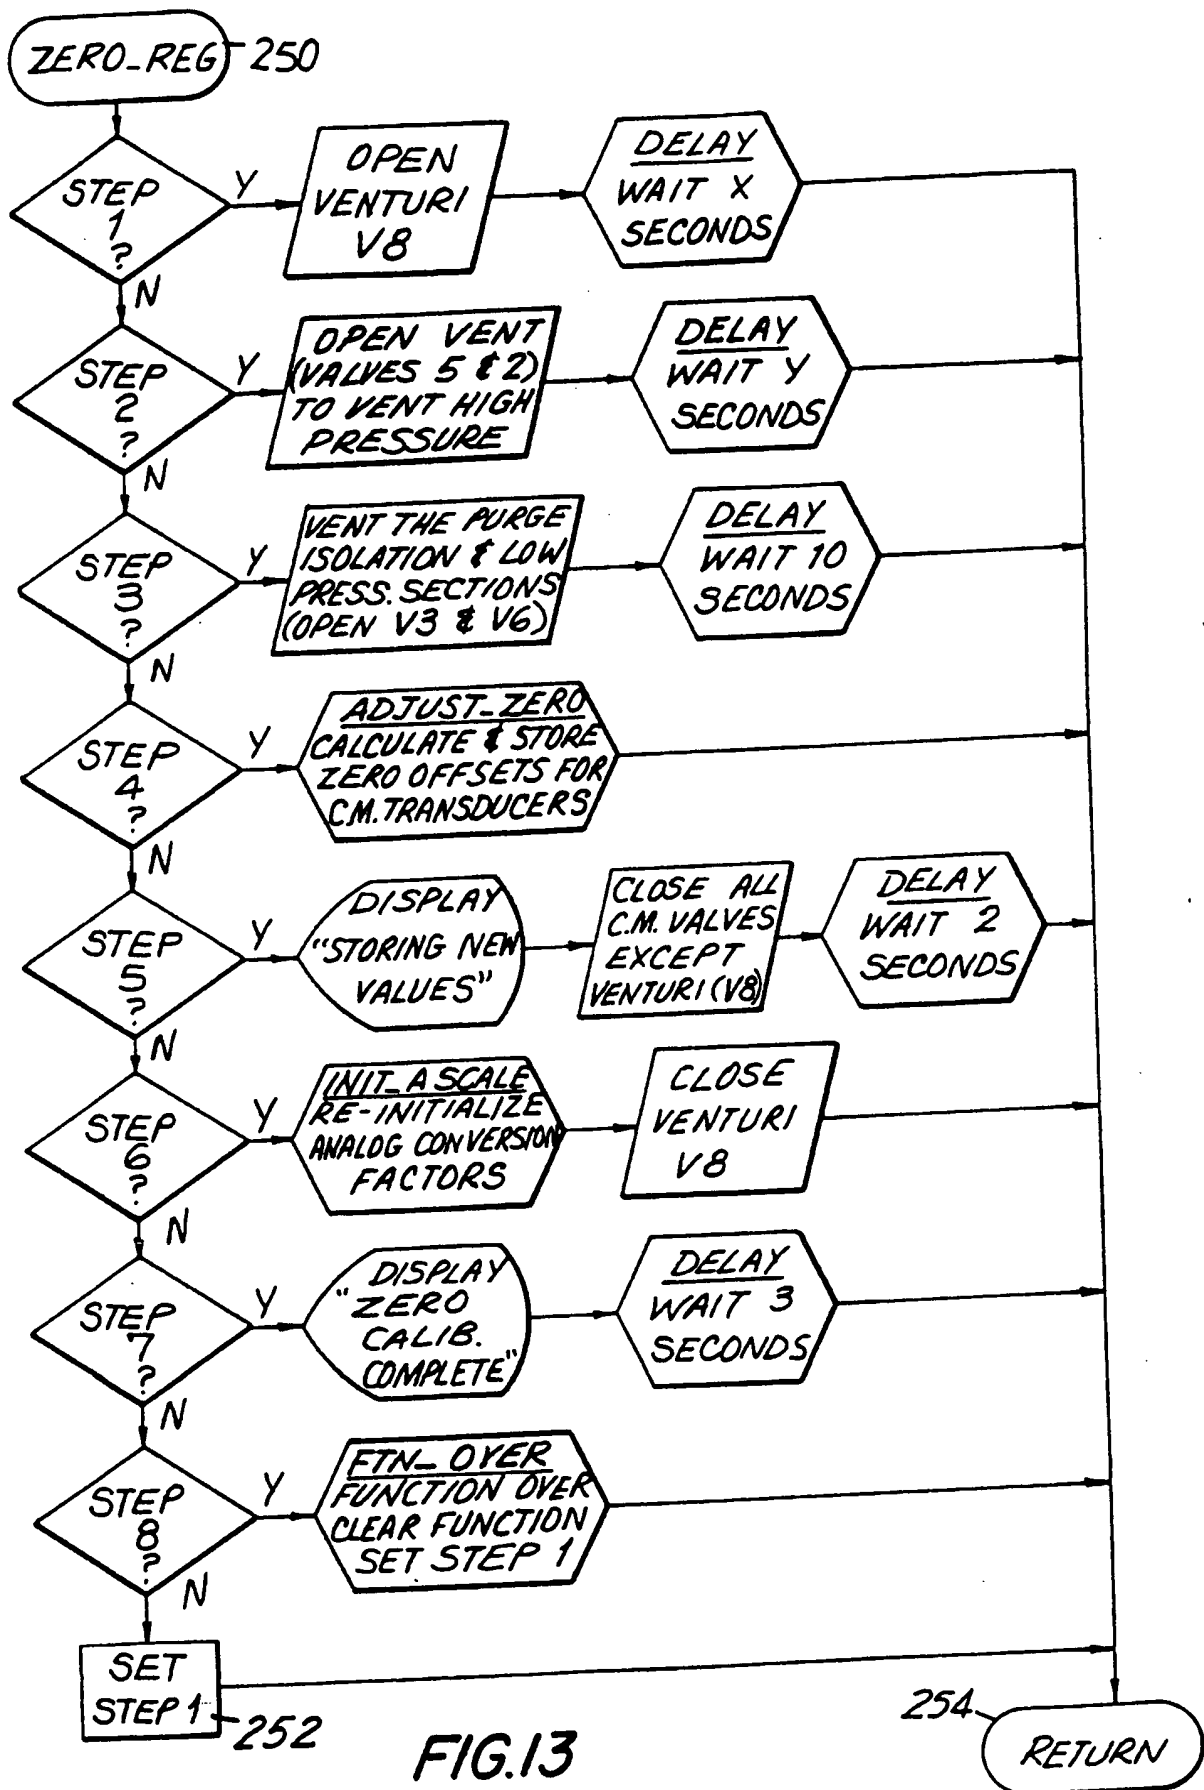 ZERO_REG
250
STEP
1
?
Y
N
OPEN
VENTURI
V8
DELAY
WAIT X
SECONDS
STEP
2
?
Y
N
OPEN VENT
(VALVES 5 & 2)
TO VENT HIGH
PRESSURE
DELAY
WAIT Y
SECONDS
STEP
3
?
Y
N
VENT THE PURGE
ISOLATION & LOW
PRESS. SECTIONS
(OPEN V3 & V6)
DELAY
WAIT 10
SECONDS
STEP
4
?
Y
N
ADJUST_ZERO
CALCULATE & STORE
ZERO OFFSETS FOR
C.M. TRANSDUCERS
STEP
5
?
Y
N
DISPLAY
"STORING NEW
VALUES"
CLOSE ALL
C.M. VALVES
EXCEPT
VENTURI (V8)
DELAY
WAIT 2
SECONDS
STEP
6
?
Y
N
INIT_A SCALE
RE-INITIALIZE
ANALOG CONVERSION
FACTORS
CLOSE
VENTURI
V8
STEP
7
?
Y
N
DISPLAY
"ZERO
CALIB.
COMPLETE"
DELAY
WAIT 3
SECONDS
STEP
8
?
Y
N
FTN_OVER
FUNCTION OVER
CLEAR FUNCTION
SET STEP 1
SET
STEP 1
252
254
RETURN
FIG.13